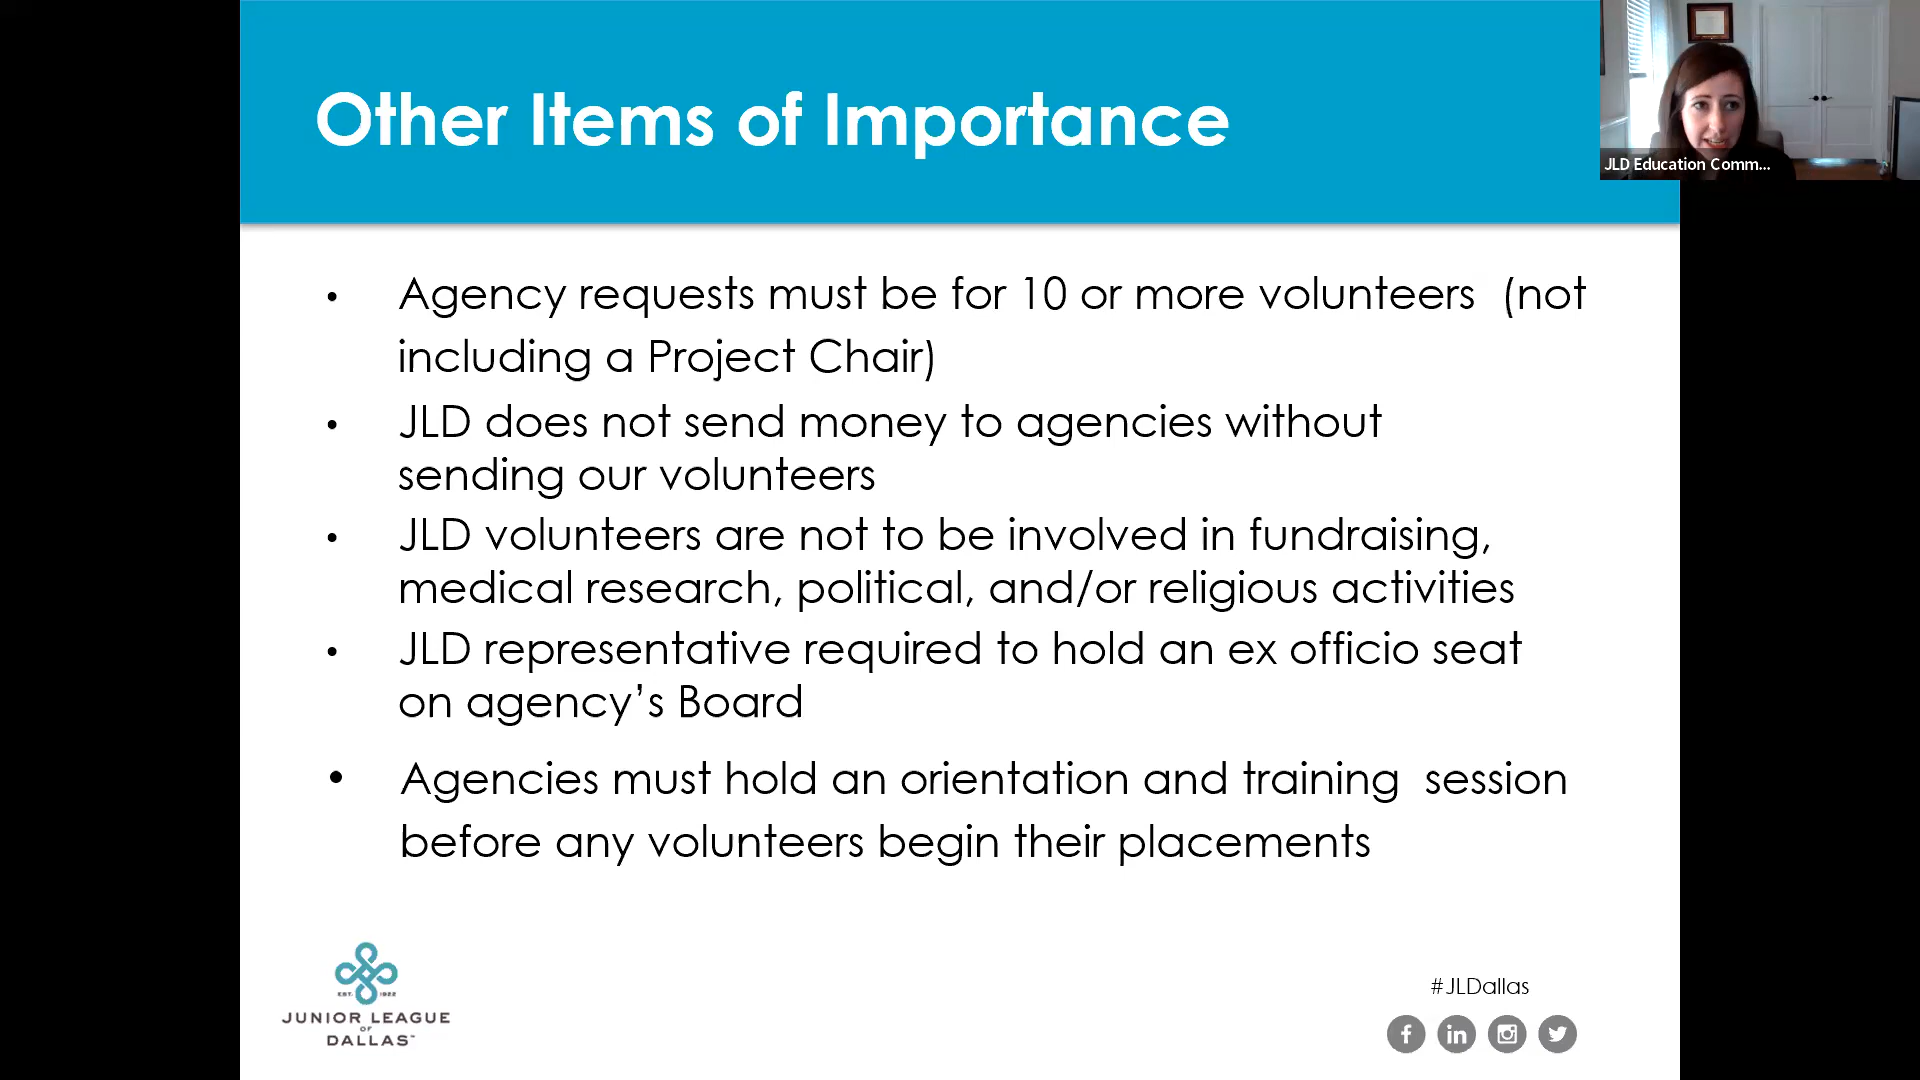 Other Items of Importance
JLD Education Comm...
• Agency requests must be for 10 or more volunteers (not
including a Project Chair)
• JLD does not send money to agencies without
sending our volunteers
• JLD volunteers are not to be involved in fundraising,
medical research, political, and/or religious activities
• JLD representative required to hold an ex officio seat
on agency’s Board
• Agencies must hold an orientation and training session
before any volunteers begin their placements
EST. 1922
JUNIOR LEAGUE
OF
DALLAS
#JLDallas